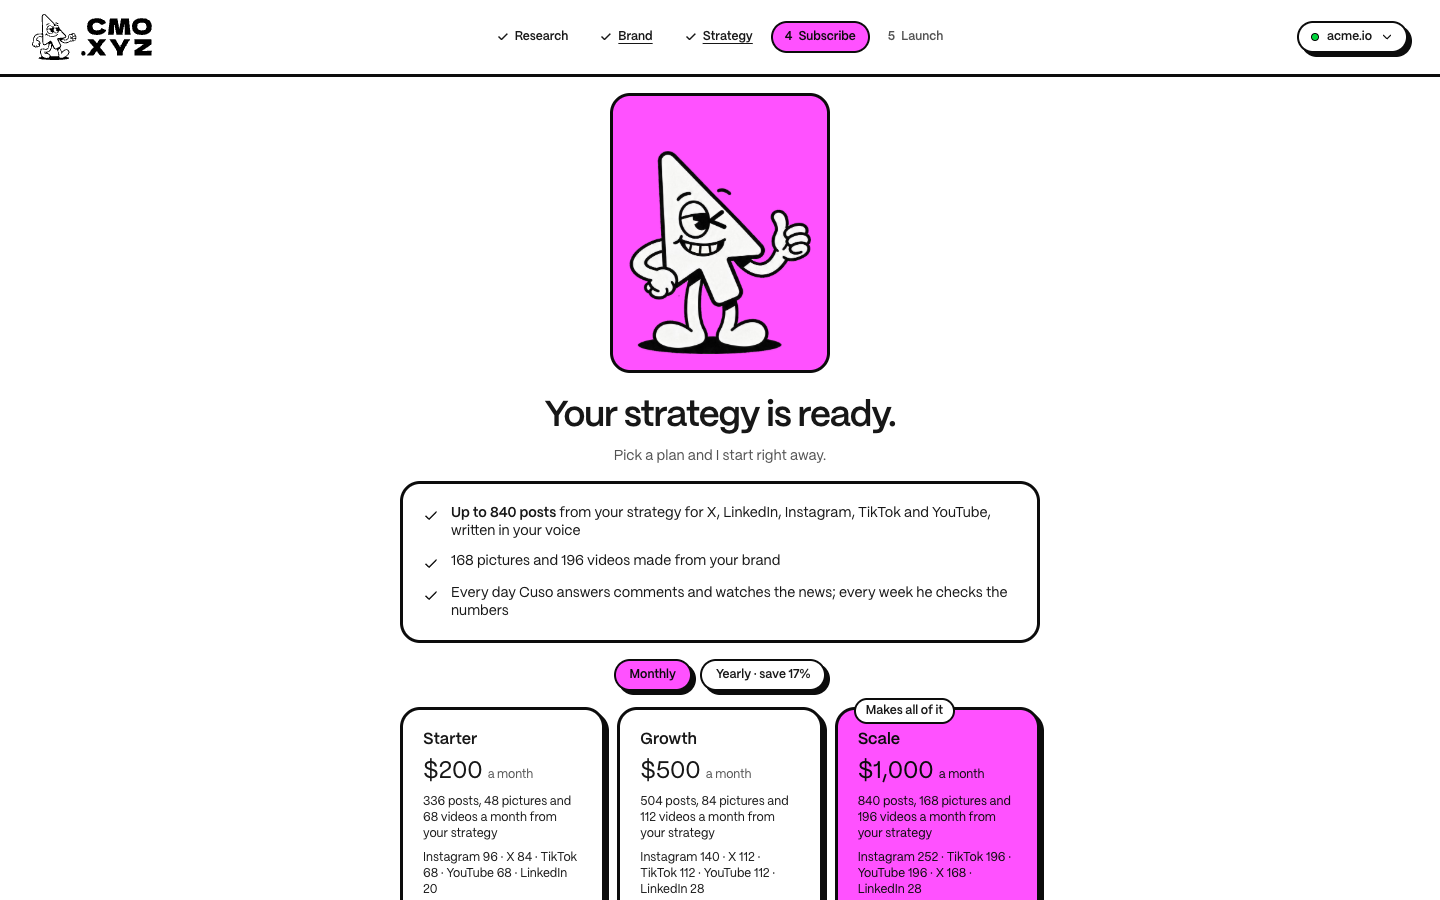 CMO
.XYZ
Research
Brand
Strategy
4 Subscribe
5 Launch
acme.io
Your strategy is ready.
Pick a plan and I start right away.
Up to 840 posts from your strategy for X, LinkedIn, Instagram, TikTok and YouTube,
written in your voice
168 pictures and 196 videos made from your brand
Every day Cuso answers comments and watches the news; every week he checks the
numbers
Monthly
Yearly · save 17%
Starter
$200 a month
336 posts, 48 pictures and
68 videos a month from
your strategy
Instagram 96 · X 84 · TikTok
68 · YouTube 68 · LinkedIn
20
Growth
$500 a month
504 posts, 84 pictures and
112 videos a month from
your strategy
Instagram 140 · X 112 ·
TikTok 112 · YouTube 112 ·
LinkedIn 28
Makes all of it
Scale
$1,000 a month
840 posts, 168 pictures and
196 videos a month from
your strategy
Instagram 252 · TikTok 196 ·
YouTube 196 · X 168 ·
LinkedIn 28